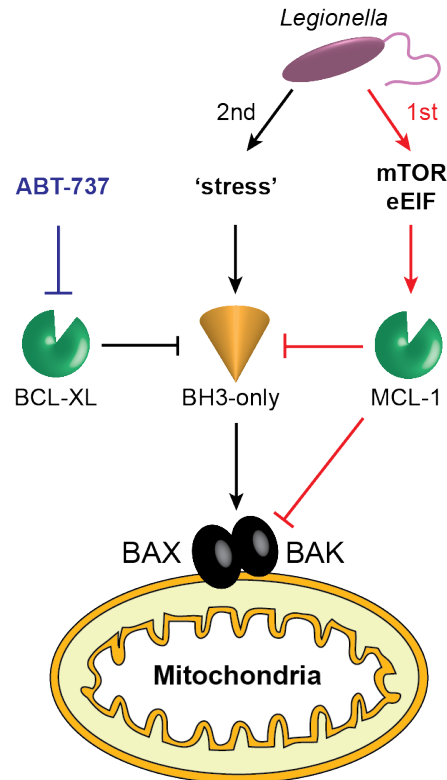 Legionella
2nd
1st
ABT-737
‘stress’
mTOR
eEIF
BCL-XL
BH3-only
MCL-1
BAX
BAK
Mitochondria